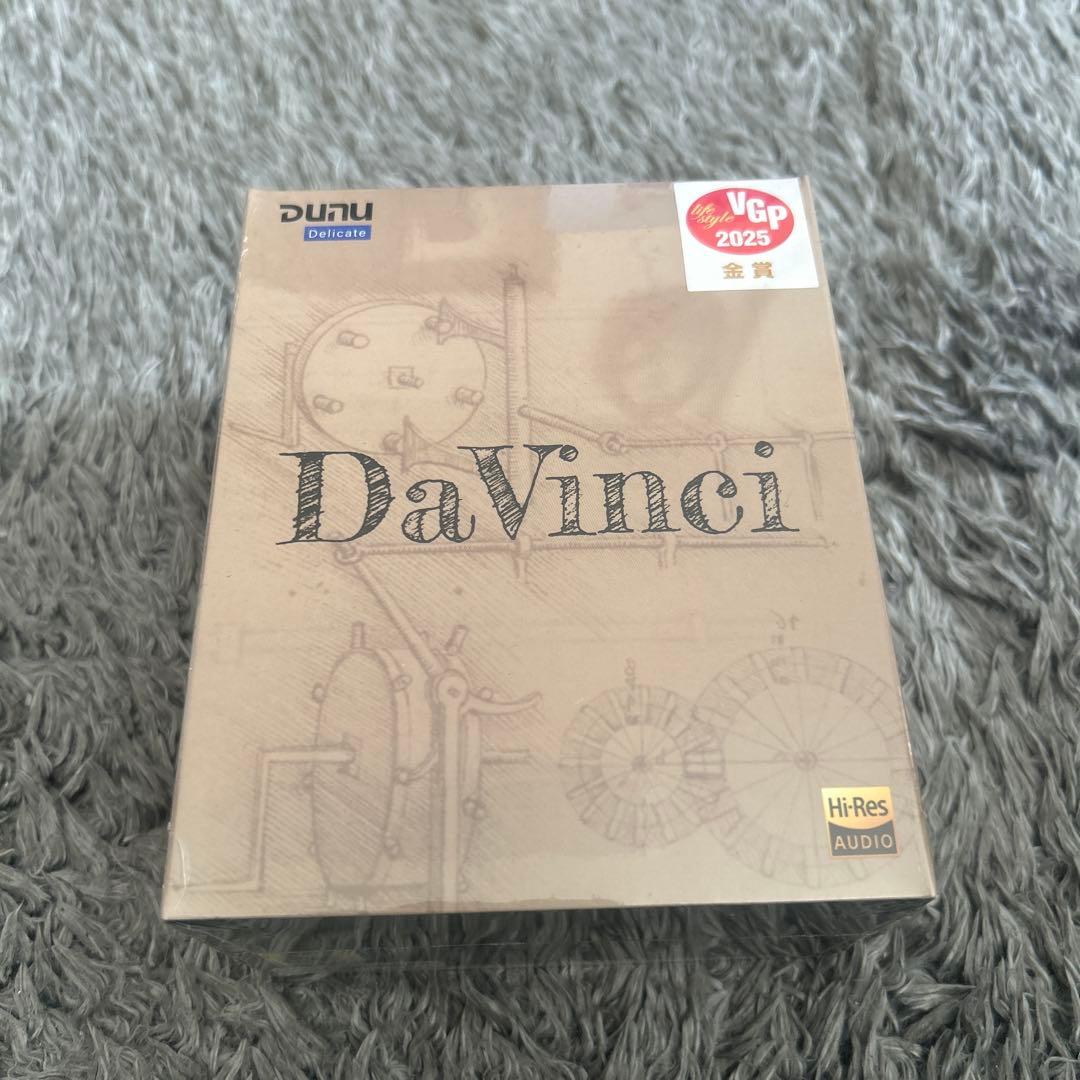 DUNU
Delicate
life style
VGP
2025
金賞
DaVinci
Hi-Res
AUDIO